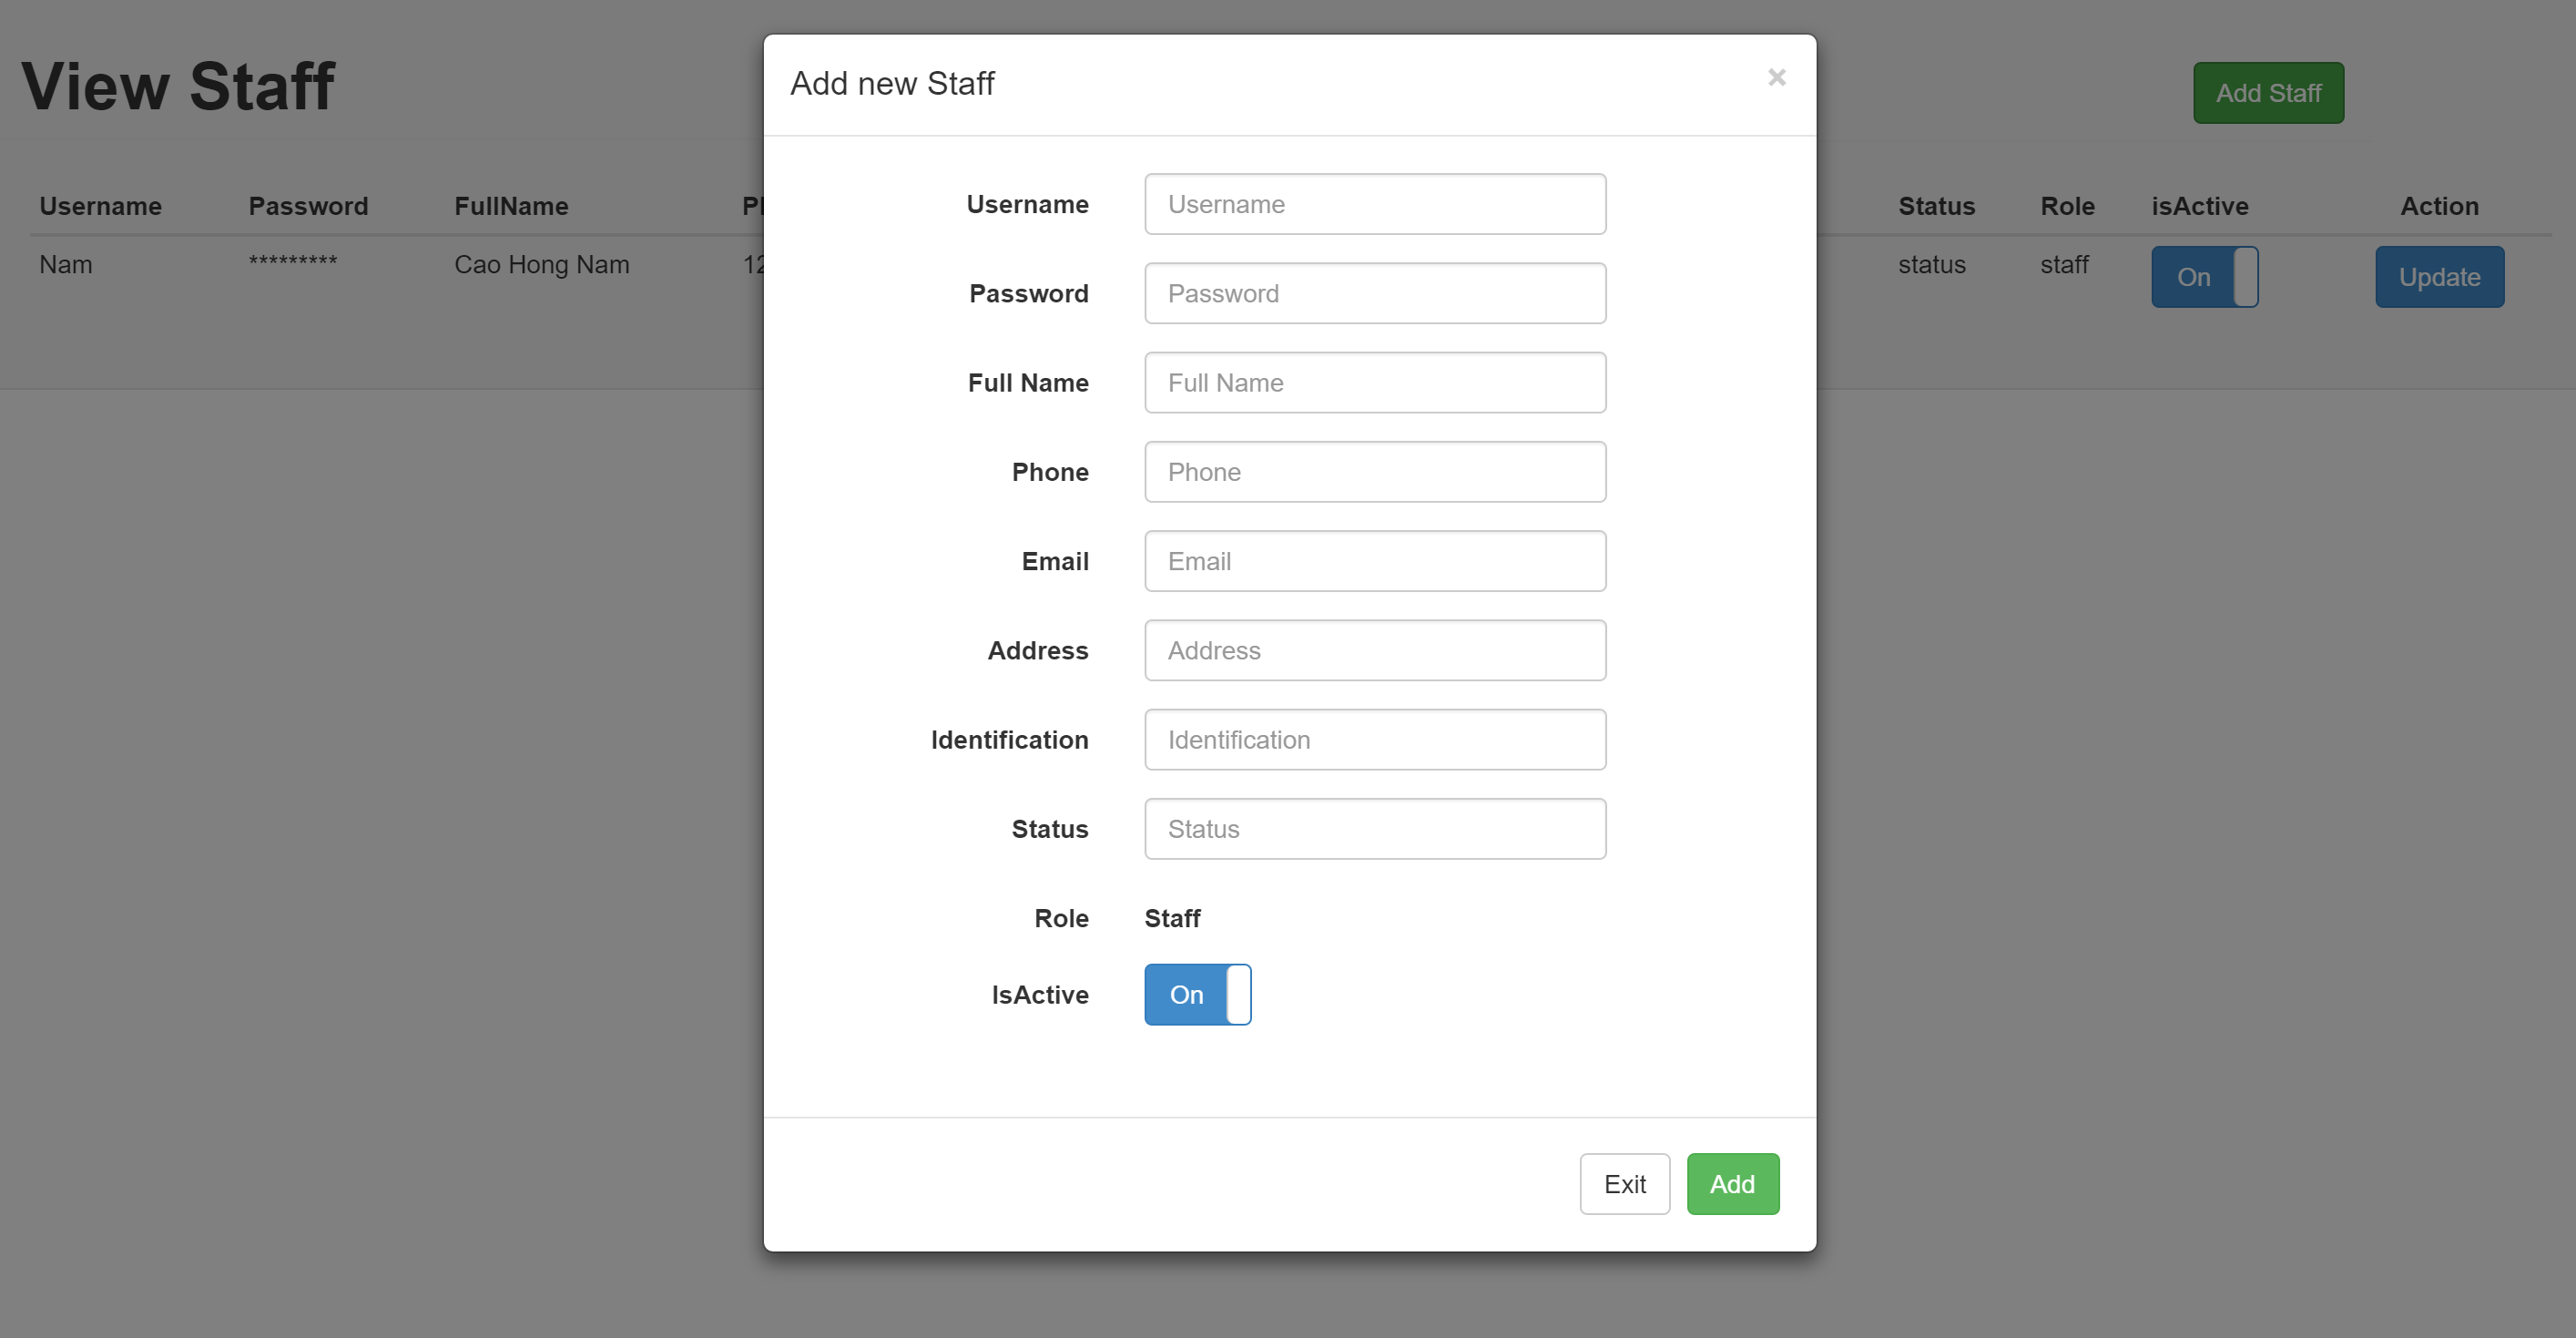 View Staff
Add Staff
Username Password FullName Status Role isActive Action
Nam ********* Cao Hong Nam status staff On Update
Add new Staff ×
Username Username
Password Password
Full Name Full Name
Phone Phone
Email Email
Address Address
Identification Identification
Status Status
Role Staff
IsActive On
Exit Add